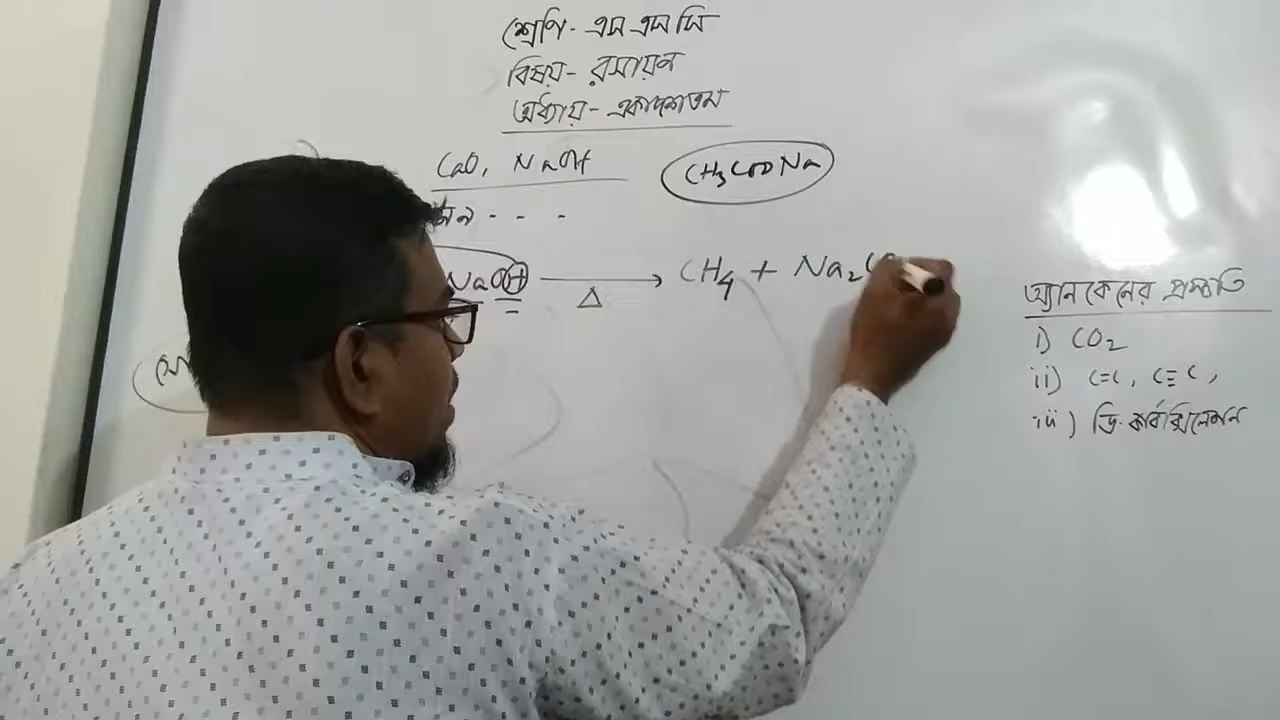 শ্রেণি - এস এস সি
বিষয় - রসায়ন
অধ্যায় - একাদশতম
CaO, NaOH
CH₃COONa
NaOH ⟶ CH₄ + Na₂C
Δ
অ্যালকেনের প্রস্তুতি
i) CO₂
ii) C=C, C≡C,
iii) ডি-কার্বক্সিলেশন